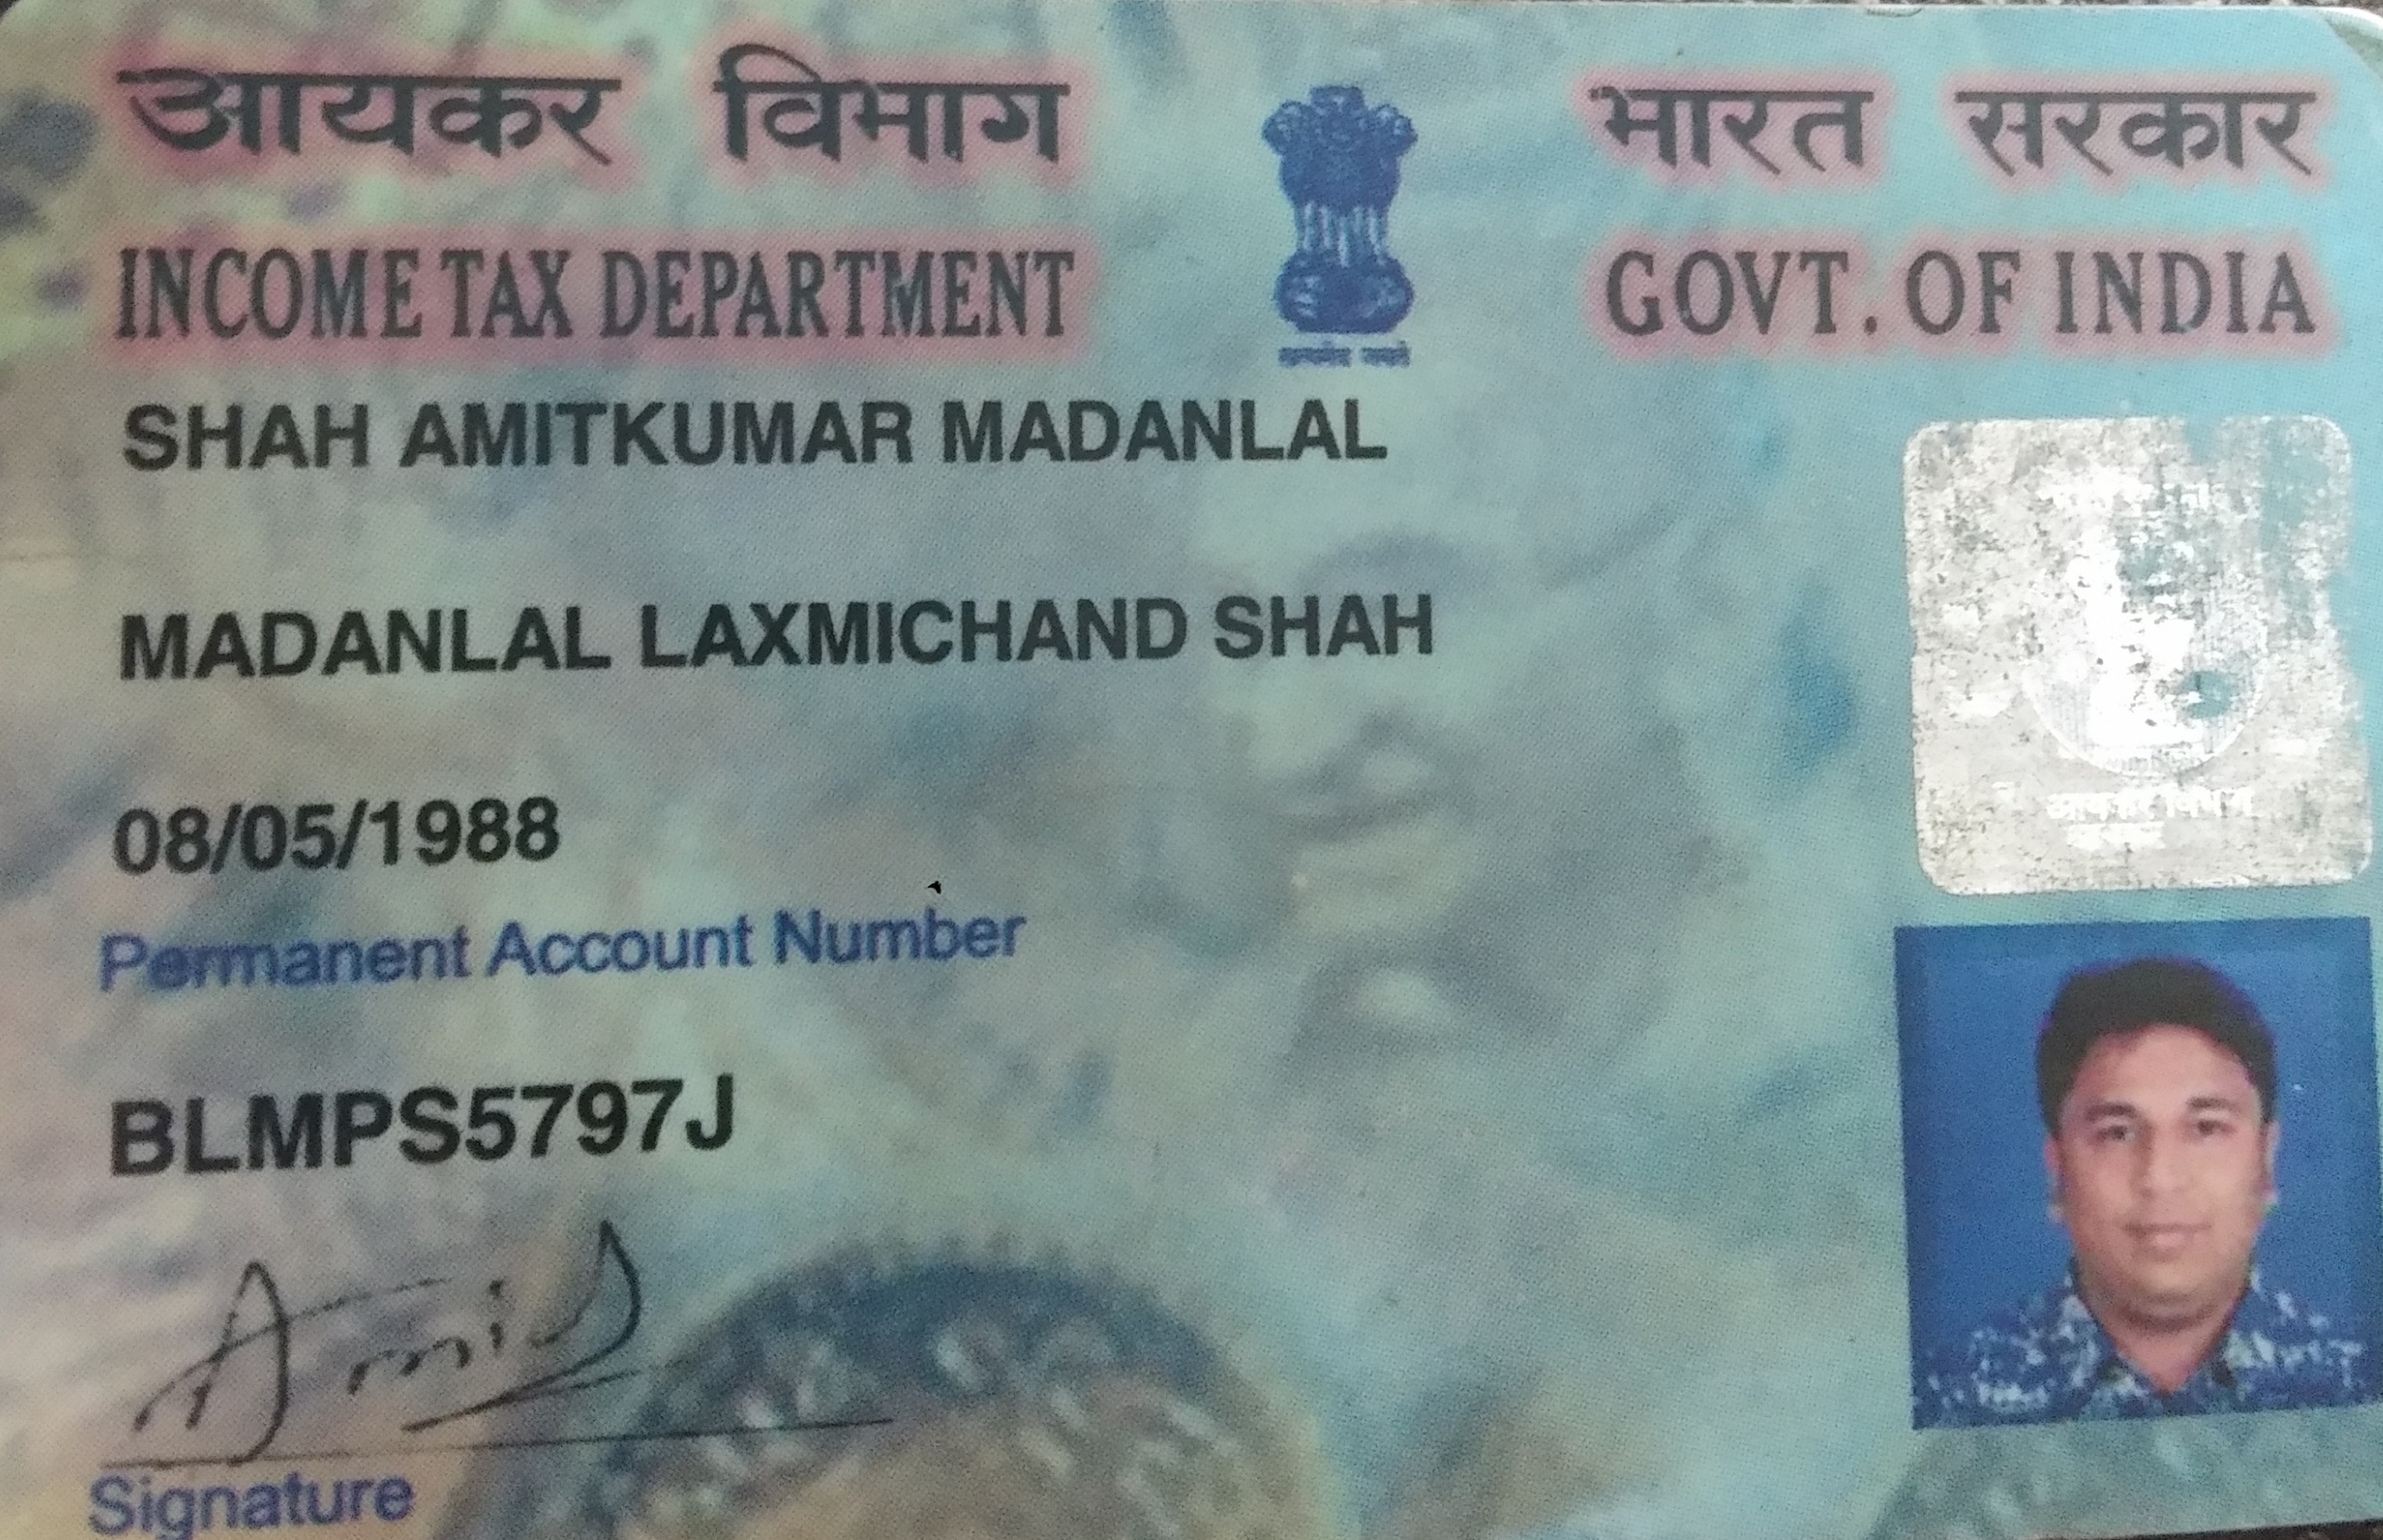 आयकर विभाग
भारत सरकार
INCOME TAX DEPARTMENT
GOVT. OF INDIA
सत्यमेव जयते
SHAH AMITKUMAR MADANLAL
MADANLAL LAXMICHAND SHAH
08/05/1988
Permanent Account Number
BLMPS5797J
Amit
Signature
आयकर विभाग